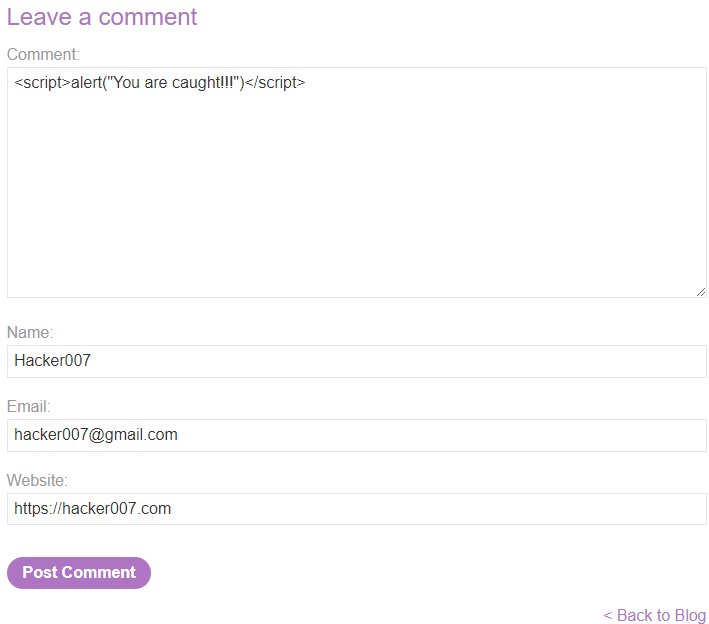 Leave a comment
Comment:
<script>alert("You are caught!!!")</script>
Name:
Hacker007
Email:
hacker007@gmail.com
Website:
https://hacker007.com
Post Comment
< Back to Blog